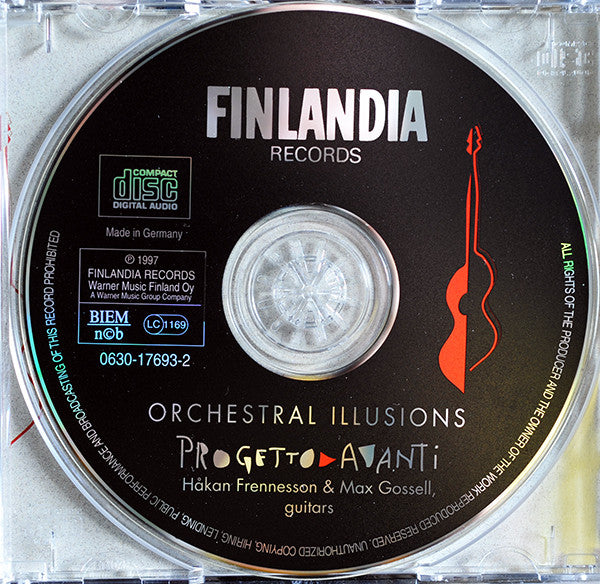 FINLANDIA
RECORDS
COMPACT
disc
DIGITAL AUDIO
Made in Germany
℗ 1997
FINLANDIA RECORDS
Warner Music Finland Oy
A Warner Music Group Company
BIEM
n©b
LC 1169
0630-17693-2
ORCHESTRAL ILLUSIONS
PROGETTO AVANTI
Håkan Frennesson & Max Gossell,
guitars
ALL RIGHTS OF THE PRODUCER AND THE OWNER OF THE WORK REPRODUCED RESERVED. UNAUTHORIZED COPYING, HIRING, LENDING, PUBLIC PERFORMANCE AND BROADCASTING OF THIS RECORD PROHIBITED